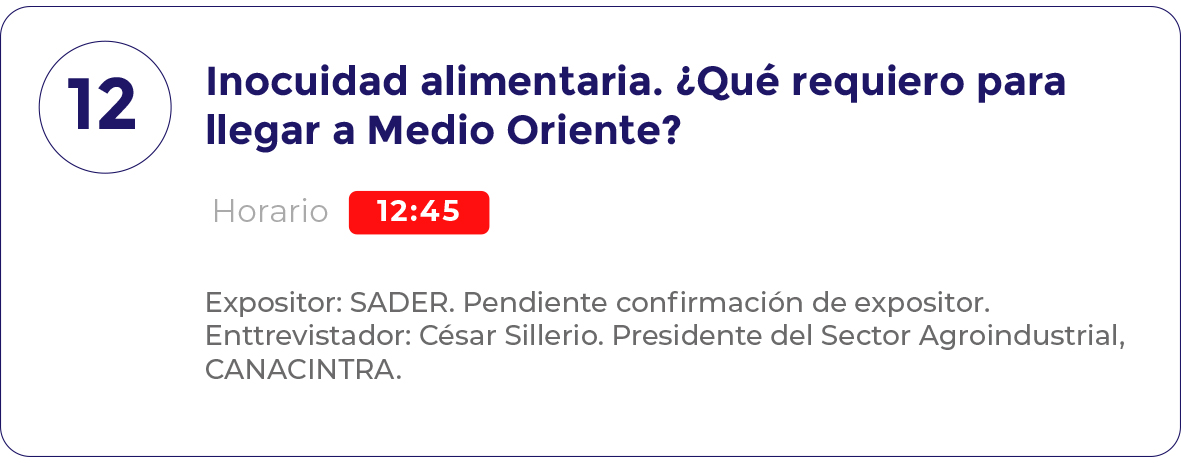 12
Inocuidad alimentaria. ¿Qué requiero para
llegar a Medio Oriente?
Horario 12:45
Expositor: SADER. Pendiente confirmación de expositor.
Enttrevistador: César Sillerio. Presidente del Sector Agroindustrial,
CANACINTRA.